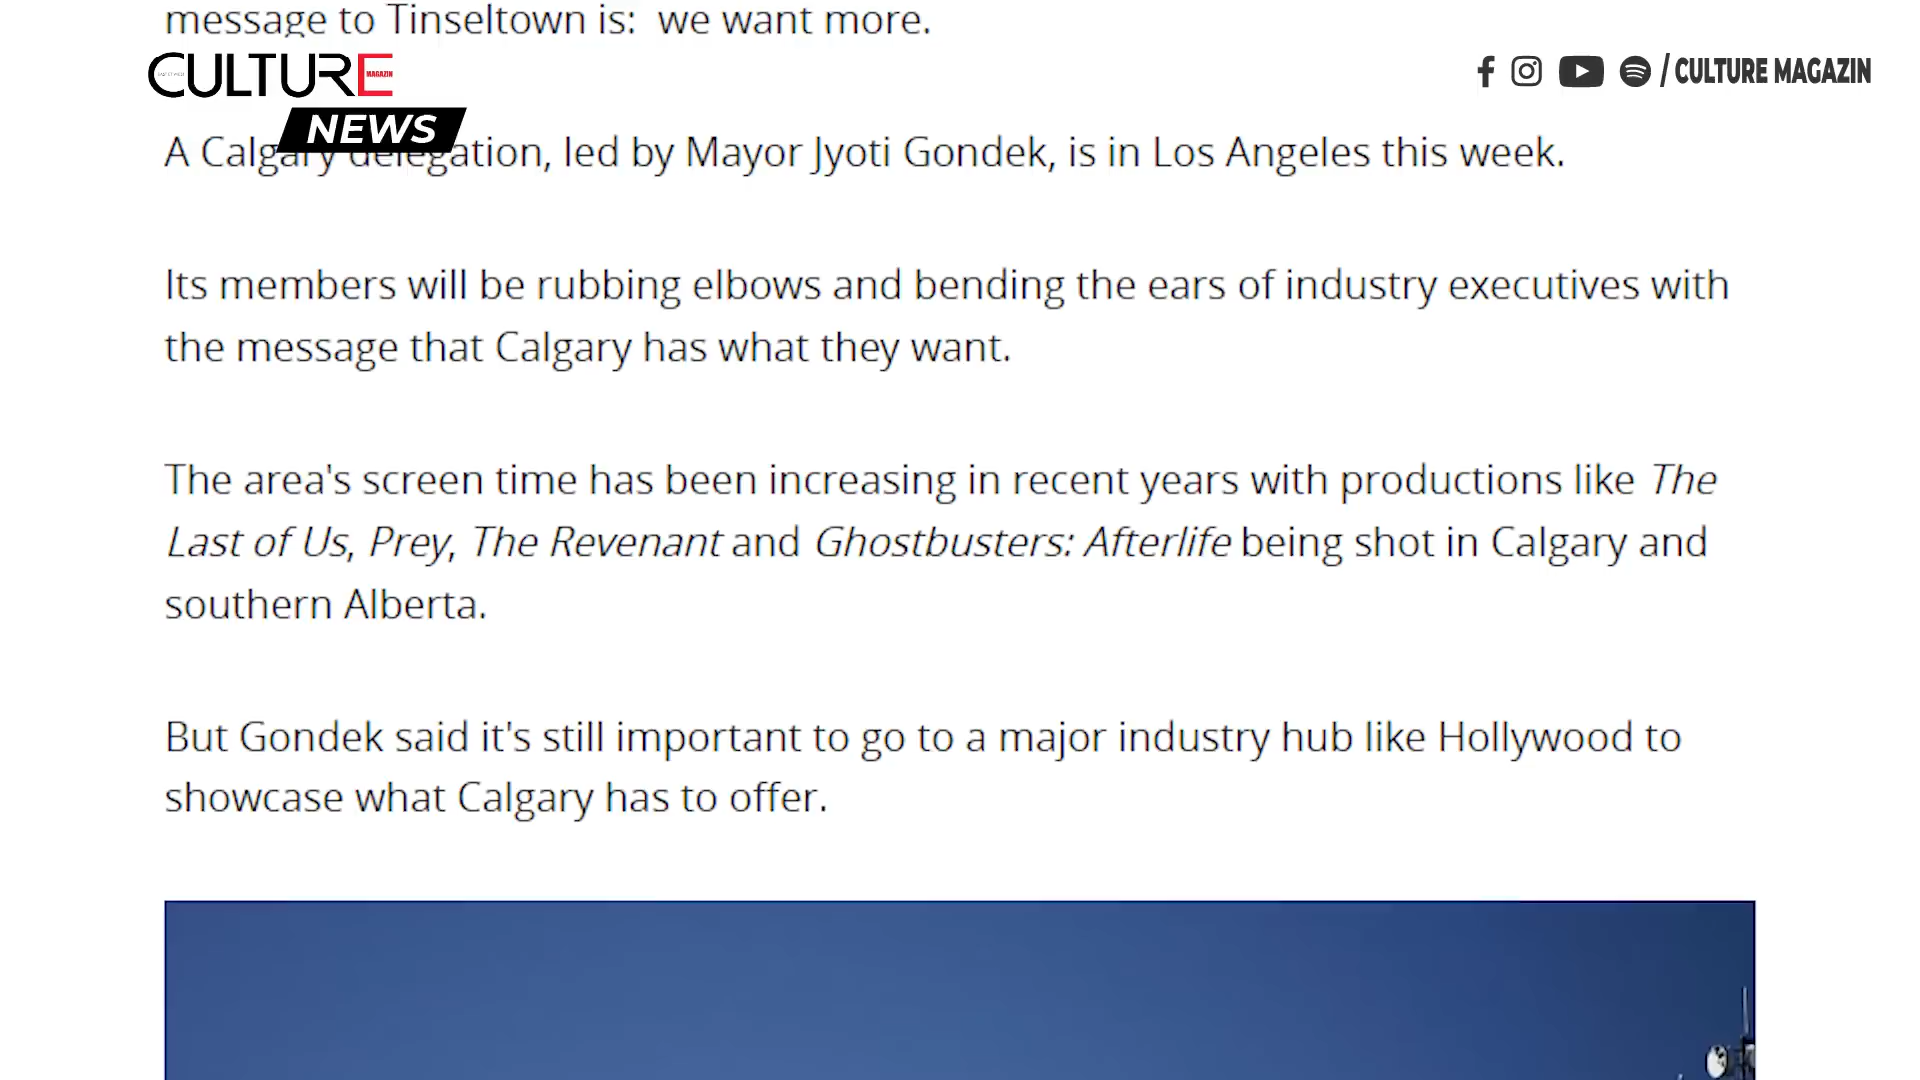 message to Tinseltown is: we want more.
CULTURE
MAGAZIN
/ CULTURE MAGAZIN
NEWS
A Calgary delegation, led by Mayor Jyoti Gondek, is in Los Angeles this week.
Its members will be rubbing elbows and bending the ears of industry executives with
the message that Calgary has what they want.
The area's screen time has been increasing in recent years with productions like The
Last of Us, Prey, The Revenant and Ghostbusters: Afterlife being shot in Calgary and
southern Alberta.
But Gondek said it's still important to go to a major industry hub like Hollywood to
showcase what Calgary has to offer.